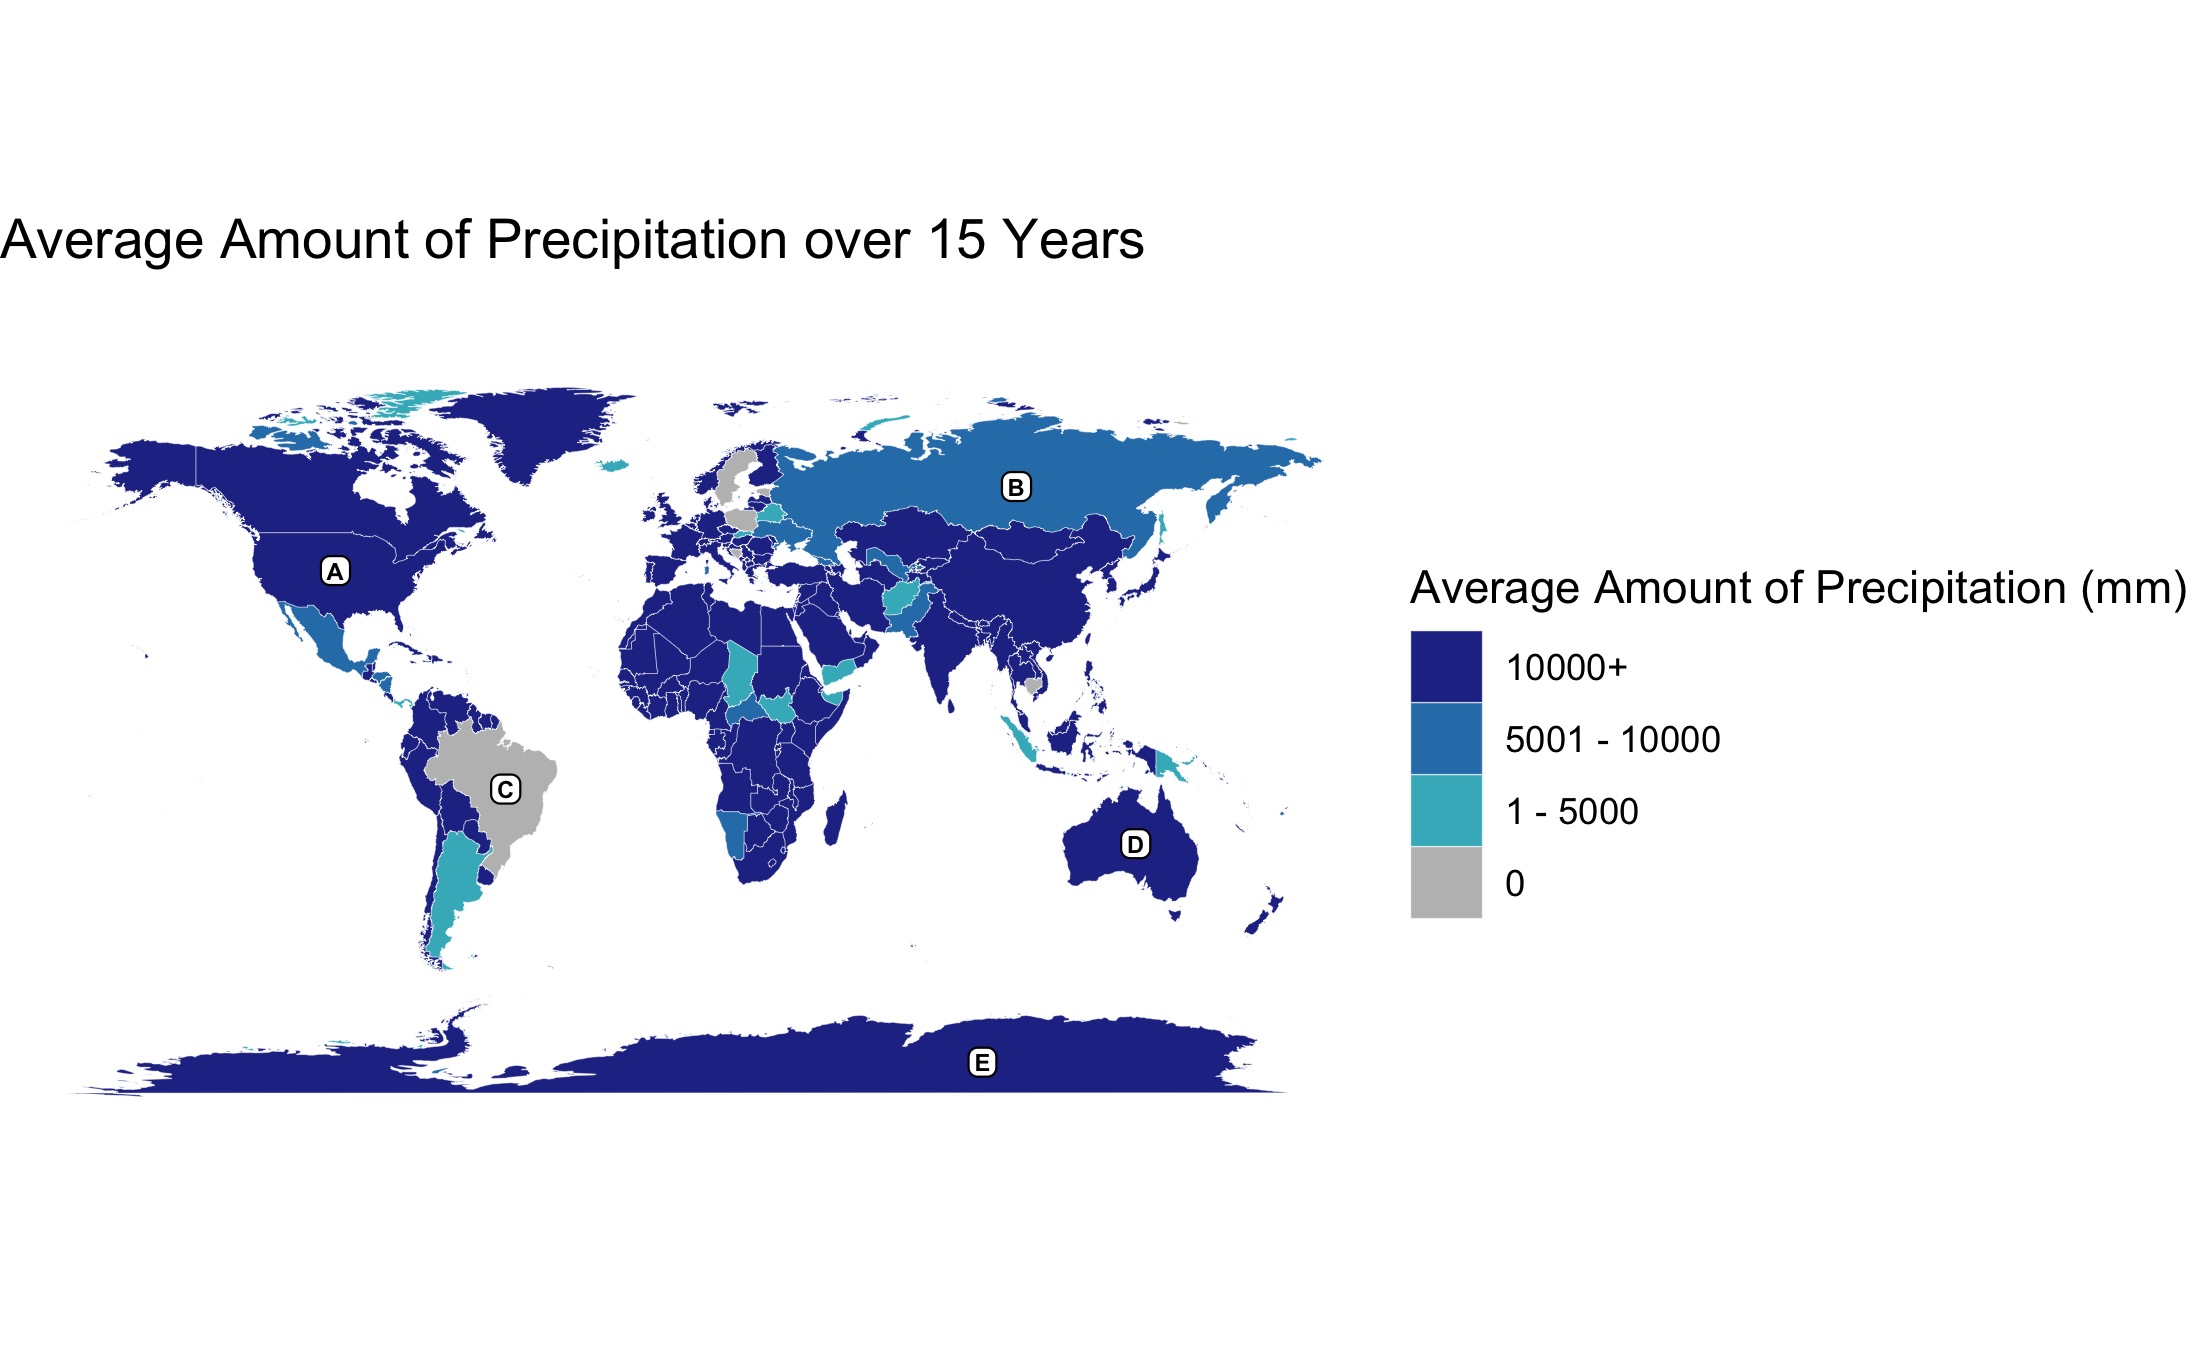 Average Amount of Precipitation over 15 Years
B
A
C
D
E
Average Amount of Precipitation (mm)
10000+
5001 - 10000
1 - 5000
0